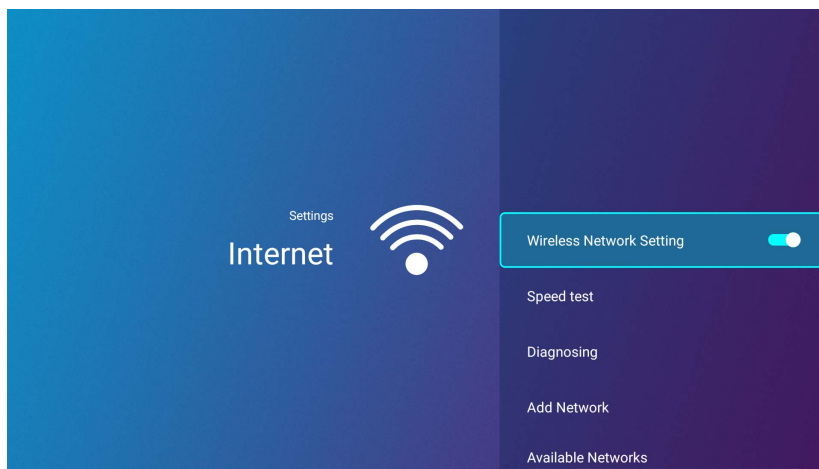 Settings
Internet
Wireless Network Setting
Speed test
Diagnosing
Add Network
Available Networks